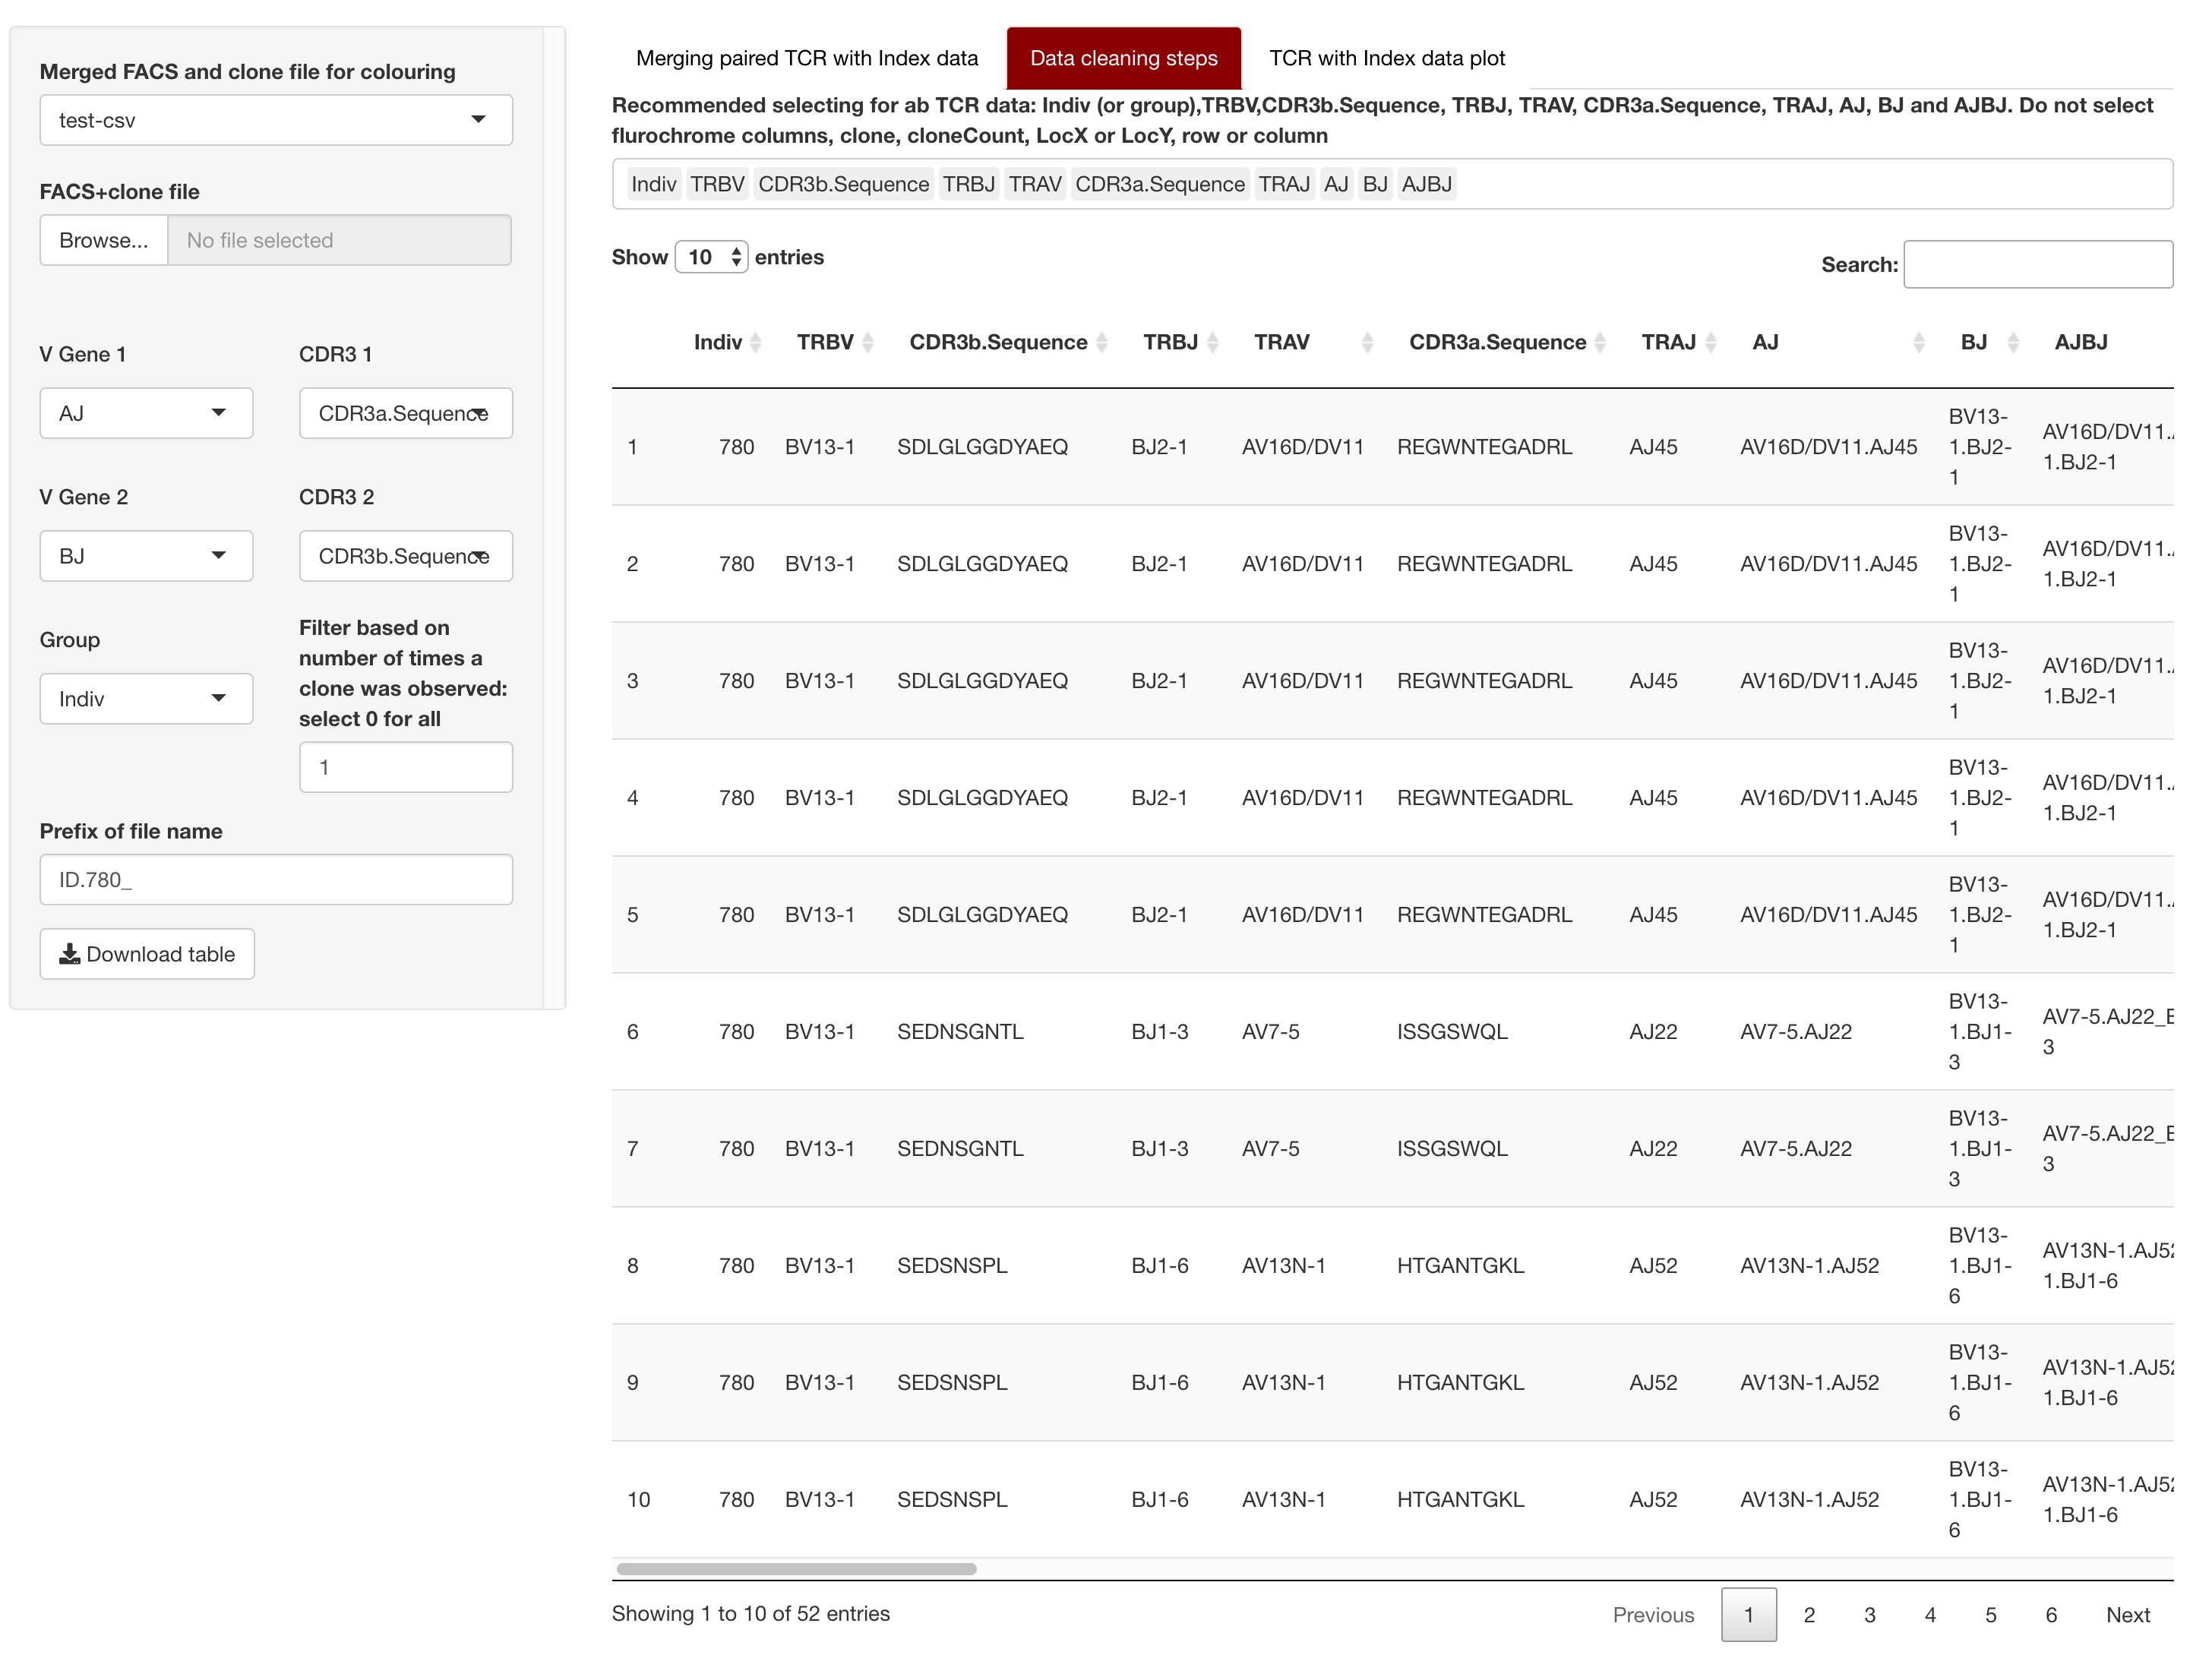 Merged FACS and clone file for colouring
test-csv
FACS+clone file
Browse... No file selected
V Gene 1 CDR3 1
AJ CDR3a.Sequence
V Gene 2 CDR3 2
BJ CDR3b.Sequence
Group
Filter based on
number of times a
clone was observed:
select 0 for all
Indiv
1
Prefix of file name
ID.780_
Download table
Merging paired TCR with Index data Data cleaning steps TCR with Index data plot
Recommended selecting for ab TCR data: Indiv (or group),TRBV,CDR3b.Sequence, TRBJ, TRAV, CDR3a.Sequence, TRAJ, AJ, BJ and AJBJ. Do not select
flurochrome columns, clone, cloneCount, LocX or LocY, row or column
Indiv TRBV CDR3b.Sequence TRBJ TRAV CDR3a.Sequence TRAJ AJ BJ AJBJ
Show 10 entries
Search:
Indiv TRBV CDR3b.Sequence TRBJ TRAV CDR3a.Sequence TRAJ AJ BJ AJBJ
1 780 BV13-1 SDLGLGGDYAEQ BJ2-1 AV16D/DV11 REGWNTEGADRL AJ45 AV16D/DV11.AJ45
BV13-
1.BJ2-
1
AV16D/DV11.
1.BJ2-1
2 780 BV13-1 SDLGLGGDYAEQ BJ2-1 AV16D/DV11 REGWNTEGADRL AJ45 AV16D/DV11.AJ45
BV13-
1.BJ2-
1
AV16D/DV11.
1.BJ2-1
3 780 BV13-1 SDLGLGGDYAEQ BJ2-1 AV16D/DV11 REGWNTEGADRL AJ45 AV16D/DV11.AJ45
BV13-
1.BJ2-
1
AV16D/DV11.
1.BJ2-1
4 780 BV13-1 SDLGLGGDYAEQ BJ2-1 AV16D/DV11 REGWNTEGADRL AJ45 AV16D/DV11.AJ45
BV13-
1.BJ2-
1
AV16D/DV11.
1.BJ2-1
5 780 BV13-1 SDLGLGGDYAEQ BJ2-1 AV16D/DV11 REGWNTEGADRL AJ45 AV16D/DV11.AJ45
BV13-
1.BJ2-
1
AV16D/DV11.
1.BJ2-1
6 780 BV13-1 SEDNSGNTL BJ1-3 AV7-5 ISSGSWQL AJ22 AV7-5.AJ22
BV13-
1.BJ1-
3
AV7-5.AJ22_
3
7 780 BV13-1 SEDNSGNTL BJ1-3 AV7-5 ISSGSWQL AJ22 AV7-5.AJ22
BV13-
1.BJ1-
3
AV7-5.AJ22_
3
8 780 BV13-1 SEDSNSPL BJ1-6 AV13N-1 HTGANTGKL AJ52 AV13N-1.AJ52
BV13-
1.BJ1-
6
AV13N-1.AJ52
1.BJ1-6
9 780 BV13-1 SEDSNSPL BJ1-6 AV13N-1 HTGANTGKL AJ52 AV13N-1.AJ52
BV13-
1.BJ1-
6
AV13N-1.AJ52
1.BJ1-6
10 780 BV13-1 SEDSNSPL BJ1-6 AV13N-1 HTGANTGKL AJ52 AV13N-1.AJ52
BV13-
1.BJ1-
6
AV13N-1.AJ52
1.BJ1-6
Showing 1 to 10 of 52 entries
Previous 1 2 3 4 5 6 Next